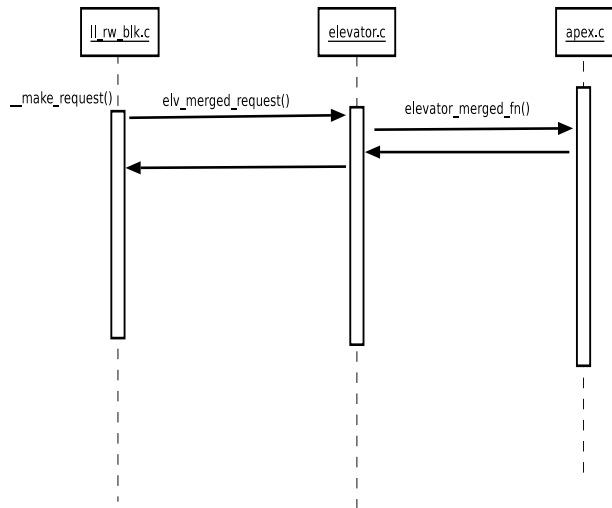 ll_rw_blk.c
elevator.c
apex.c
__make_request()
elv_merged_request()
elevator_merged_fn()